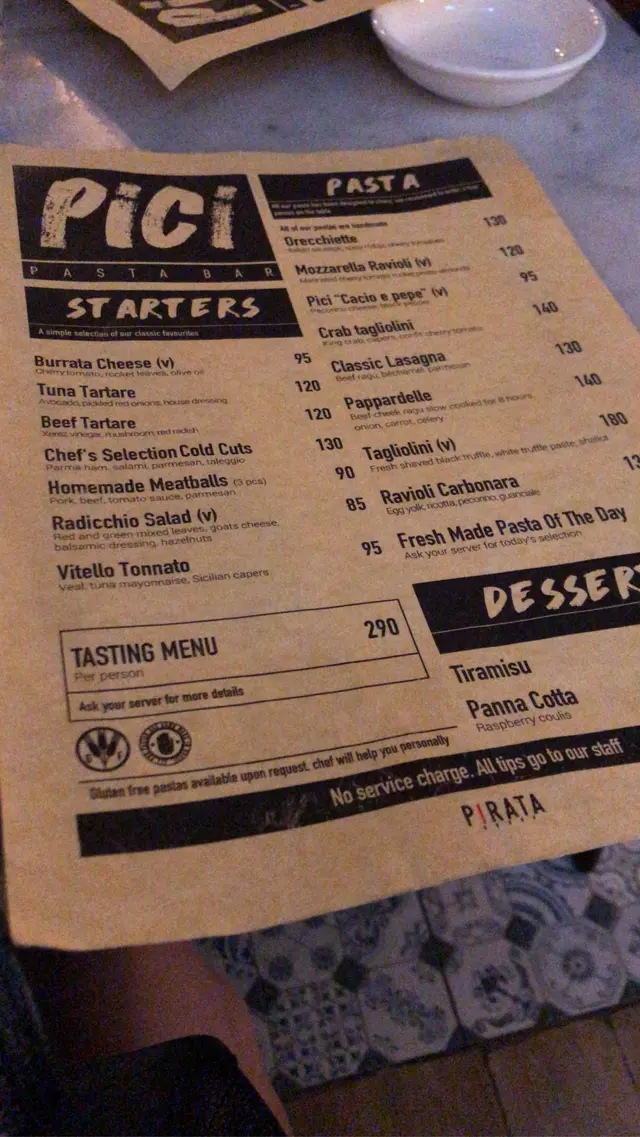 PiCi
PASTA BAR
STARTERS
A simple selection of our classic favourites
Burrata Cheese (v) 95
Cherry tomato, rocket leaves, olive oil
Tuna Tartare 120
Avocado, pickled red onions, house dressing
Beef Tartare 120
Xerez vinegar, mushroom, red radish
Chef's Selection Cold Cuts 130
Parma ham, salami, parmesan, taleggio
Homemade Meatballs (3 pcs) 90
Pork, beef, tomato sauce, parmesan
Radicchio Salad (v) 85
Red and green mixed leaves, goats cheese,
balsamic dressing, hazelnuts
Vitello Tonnato 95
Veal, tuna mayonnaise, Sicilian capers
TASTING MENU 290
Per person
Ask your server for more details
Gluten free pastas available upon request, chef will help you personally
PASTA
All of our pastas are handmade
Orecchiette 130
Mozzarella Ravioli (v) 120
Pici "Cacio e pepe" (v) 95
Crab tagliolini 140
King crab, capers, confit cherry tomato
Classic Lasagna 130
Beef ragu, béchamel, parmesan
Pappardelle 140
Beef cheek ragu slow cooked for 8 hours
onion, carrot, celery
Tagliolini (v) 180
Fresh shaved black truffle, white truffle paste, shallot
Ravioli Carbonara 13
Egg yolk, ricotta, pecorino, guanciale
Fresh Made Pasta Of The Day
Ask your server for today's selection
DESSER
Tiramisu
Panna Cotta
Raspberry coulis
No service charge. All tips go to our staff
PIRATA